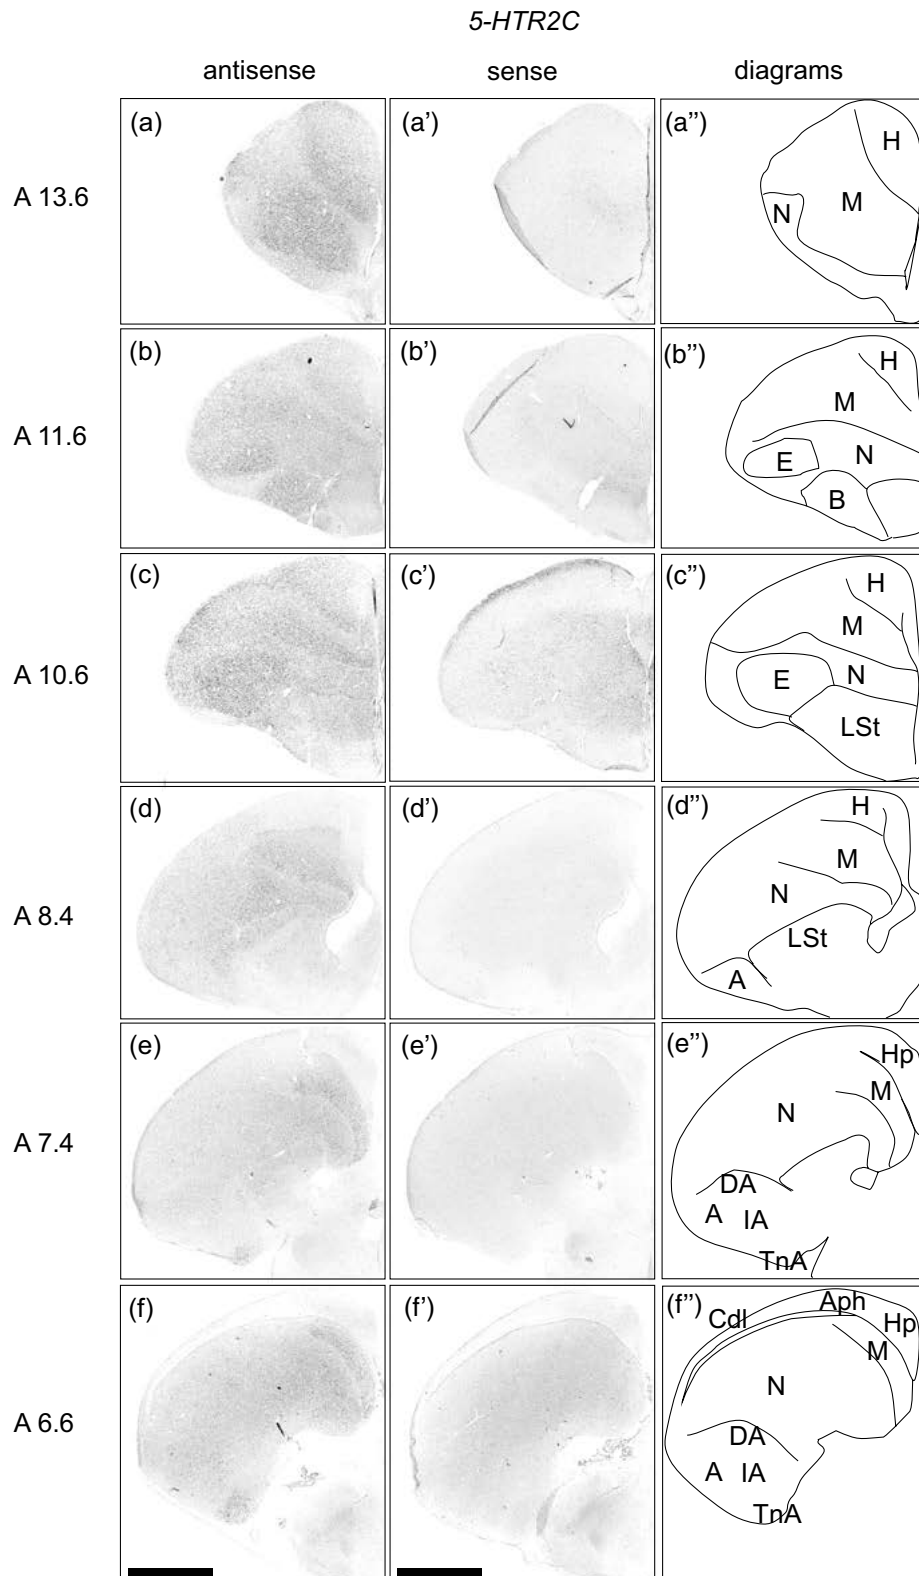 5-HTR2C
antisense sense diagrams
A 13.6 (a) (a') (a") H M N
A 11.6 (b) (b') (b") H M E N B
A 10.6 (c) (c') (c") H M E N LSt
A 8.4 (d) (d') (d") H M N LSt A
A 7.4 (e) (e') (e") Hp M N DA A IA TnA
A 6.6 (f) (f') (f") Cdl Aph Hp M N DA A IA TnA